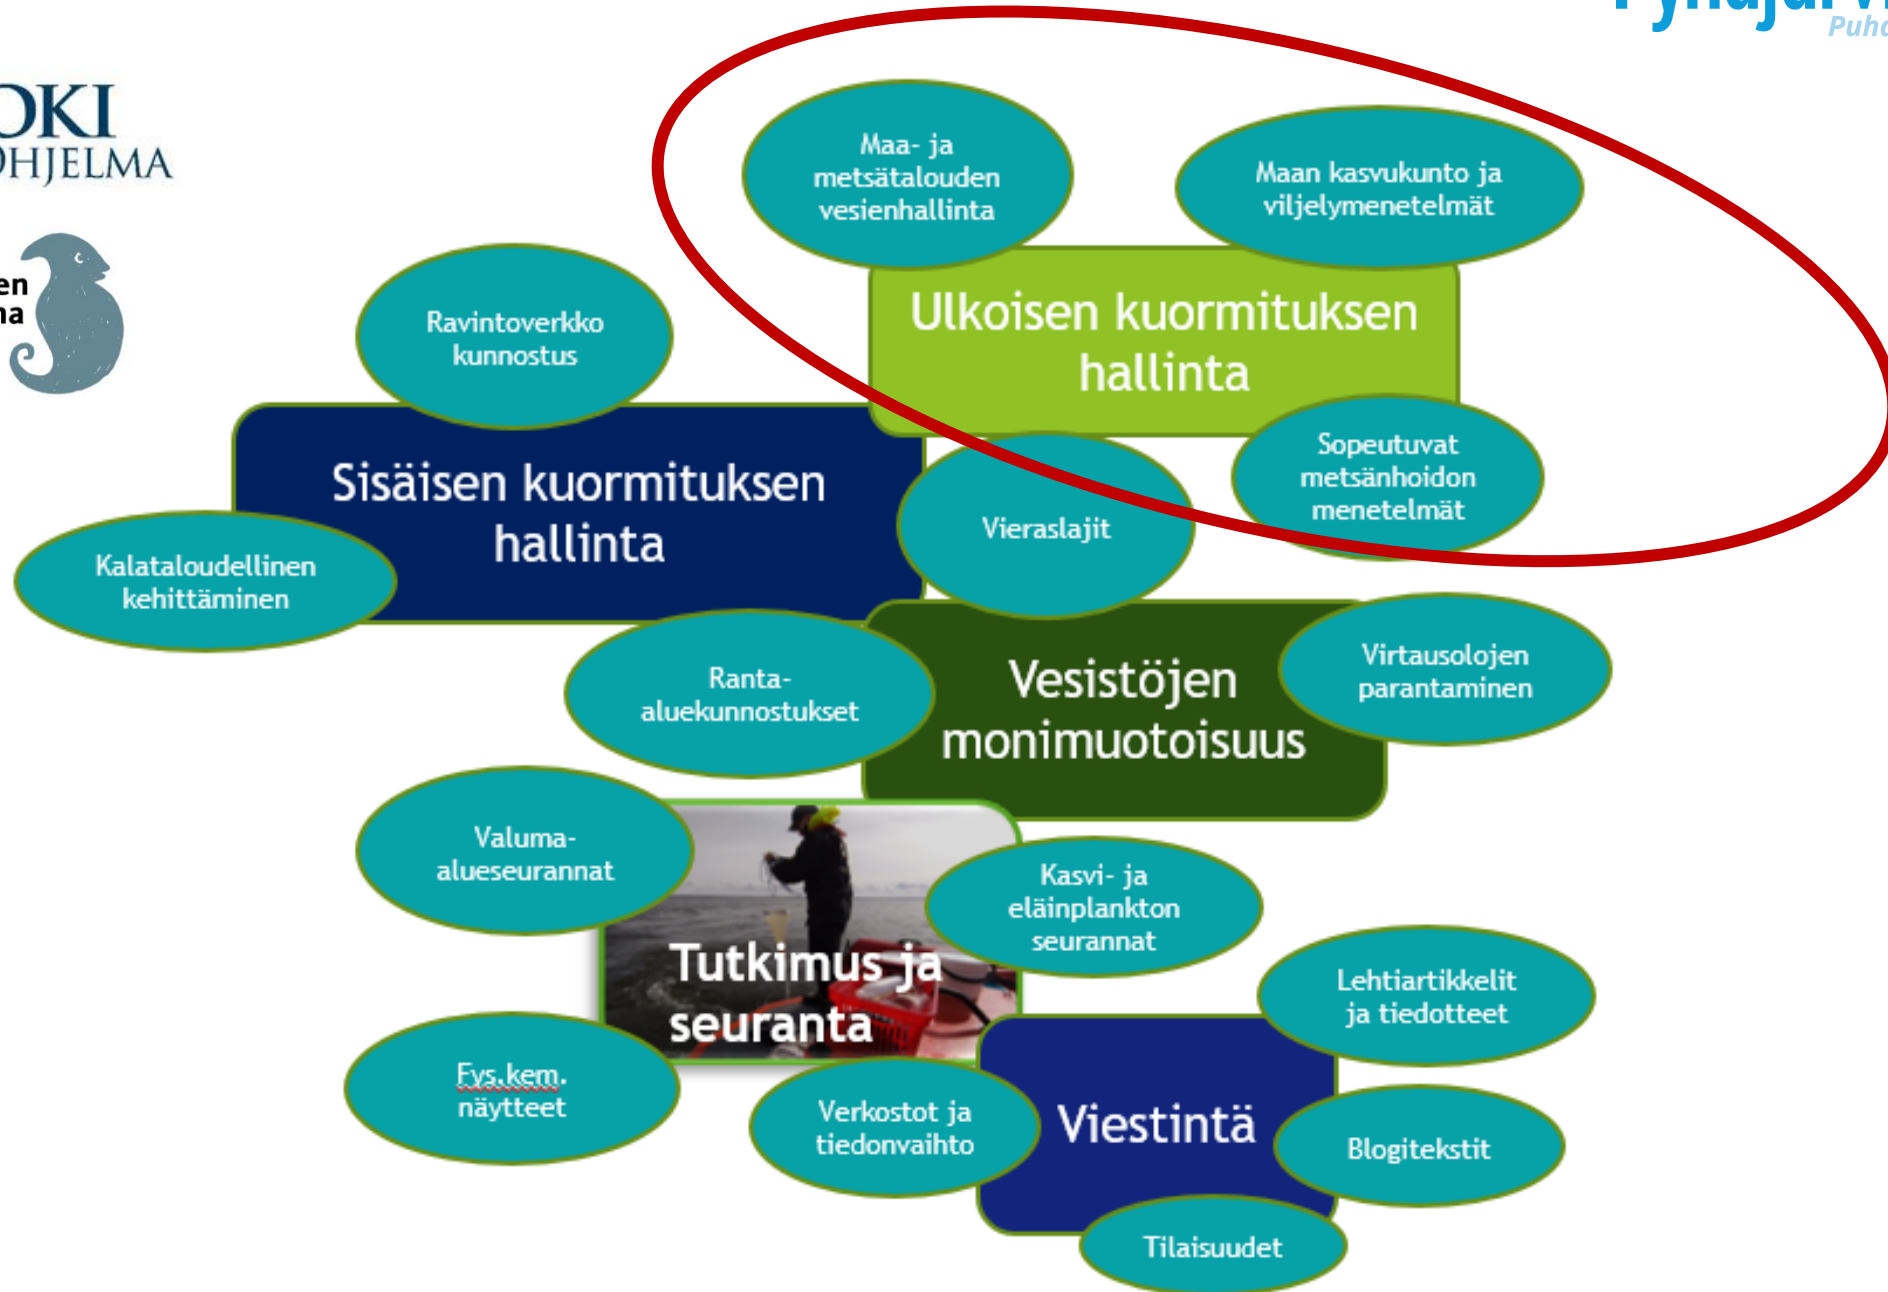 OKI
OHJELMA
en
na
Maa- ja
metsätalouden
vesienhallinta
Maan kasvukunto ja
viljelymenetelmät
Ulkoisen kuormituksen
hallinta
Ravintoverkko
kunnostus
Sisäisen kuormituksen
hallinta
Sopeutuvat
metsänhoidon
menetelmät
Vieraslajit
Kalataloudellinen
kehittäminen
Ranta-
aluekunnostukset
Vesistöjen
monimuotoisuus
Virtausolojen
parantaminen
Valuma-
alueseurannat
Kasvi- ja
eläinplankton
seurannat
Tutkimus ja
seuranta
Lehtiartikkelit
ja tiedotteet
Fys.kem.
näytteet
Verkostot ja
tiedonvaihto
Viestintä
Blogitekstit
Tilaisuudet